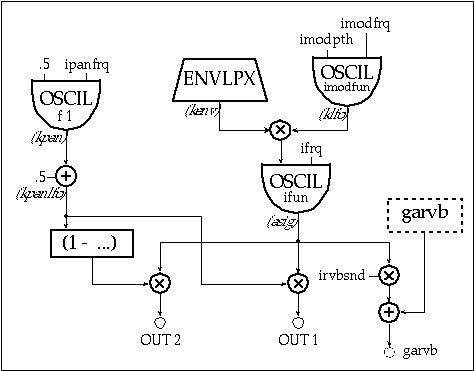 imodfrq
.5 ipanfrq imodpth
OSCIL
f 1
ENVLPX
OSCIL
imodfun
(kpan)
(kenv)
(klfo)
×
ifrq
.5 +
(kpanlfo)
OSCIL
ifun
garvb
(asig)
(1 - ...)
irvbsnd ×
×
×
+
OUT 2
OUT 1
garvb